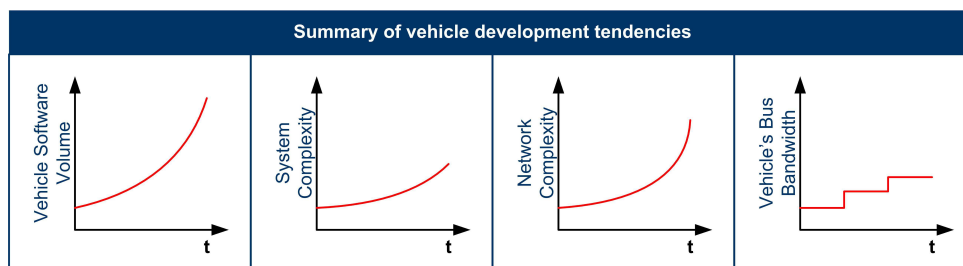 Summary of vehicle development tendencies
Vehicle Software
Volume
t
System
Complexity
t
Network
Complexity
t
Vehicle's Bus
Bandwidth
t